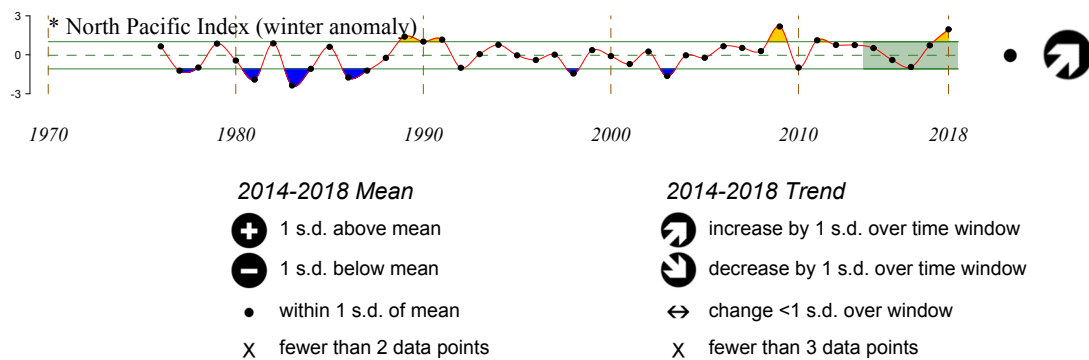 3
* North Pacific Index (winter anomaly)
0
-3
1970 1980 1990 2000 2010 2018
2014-2018 Mean
1 s.d. above mean
1 s.d. below mean
within 1 s.d. of mean
X fewer than 2 data points
2014-2018 Trend
increase by 1 s.d. over time window
decrease by 1 s.d. over time window
change <1 s.d. over window
X fewer than 3 data points